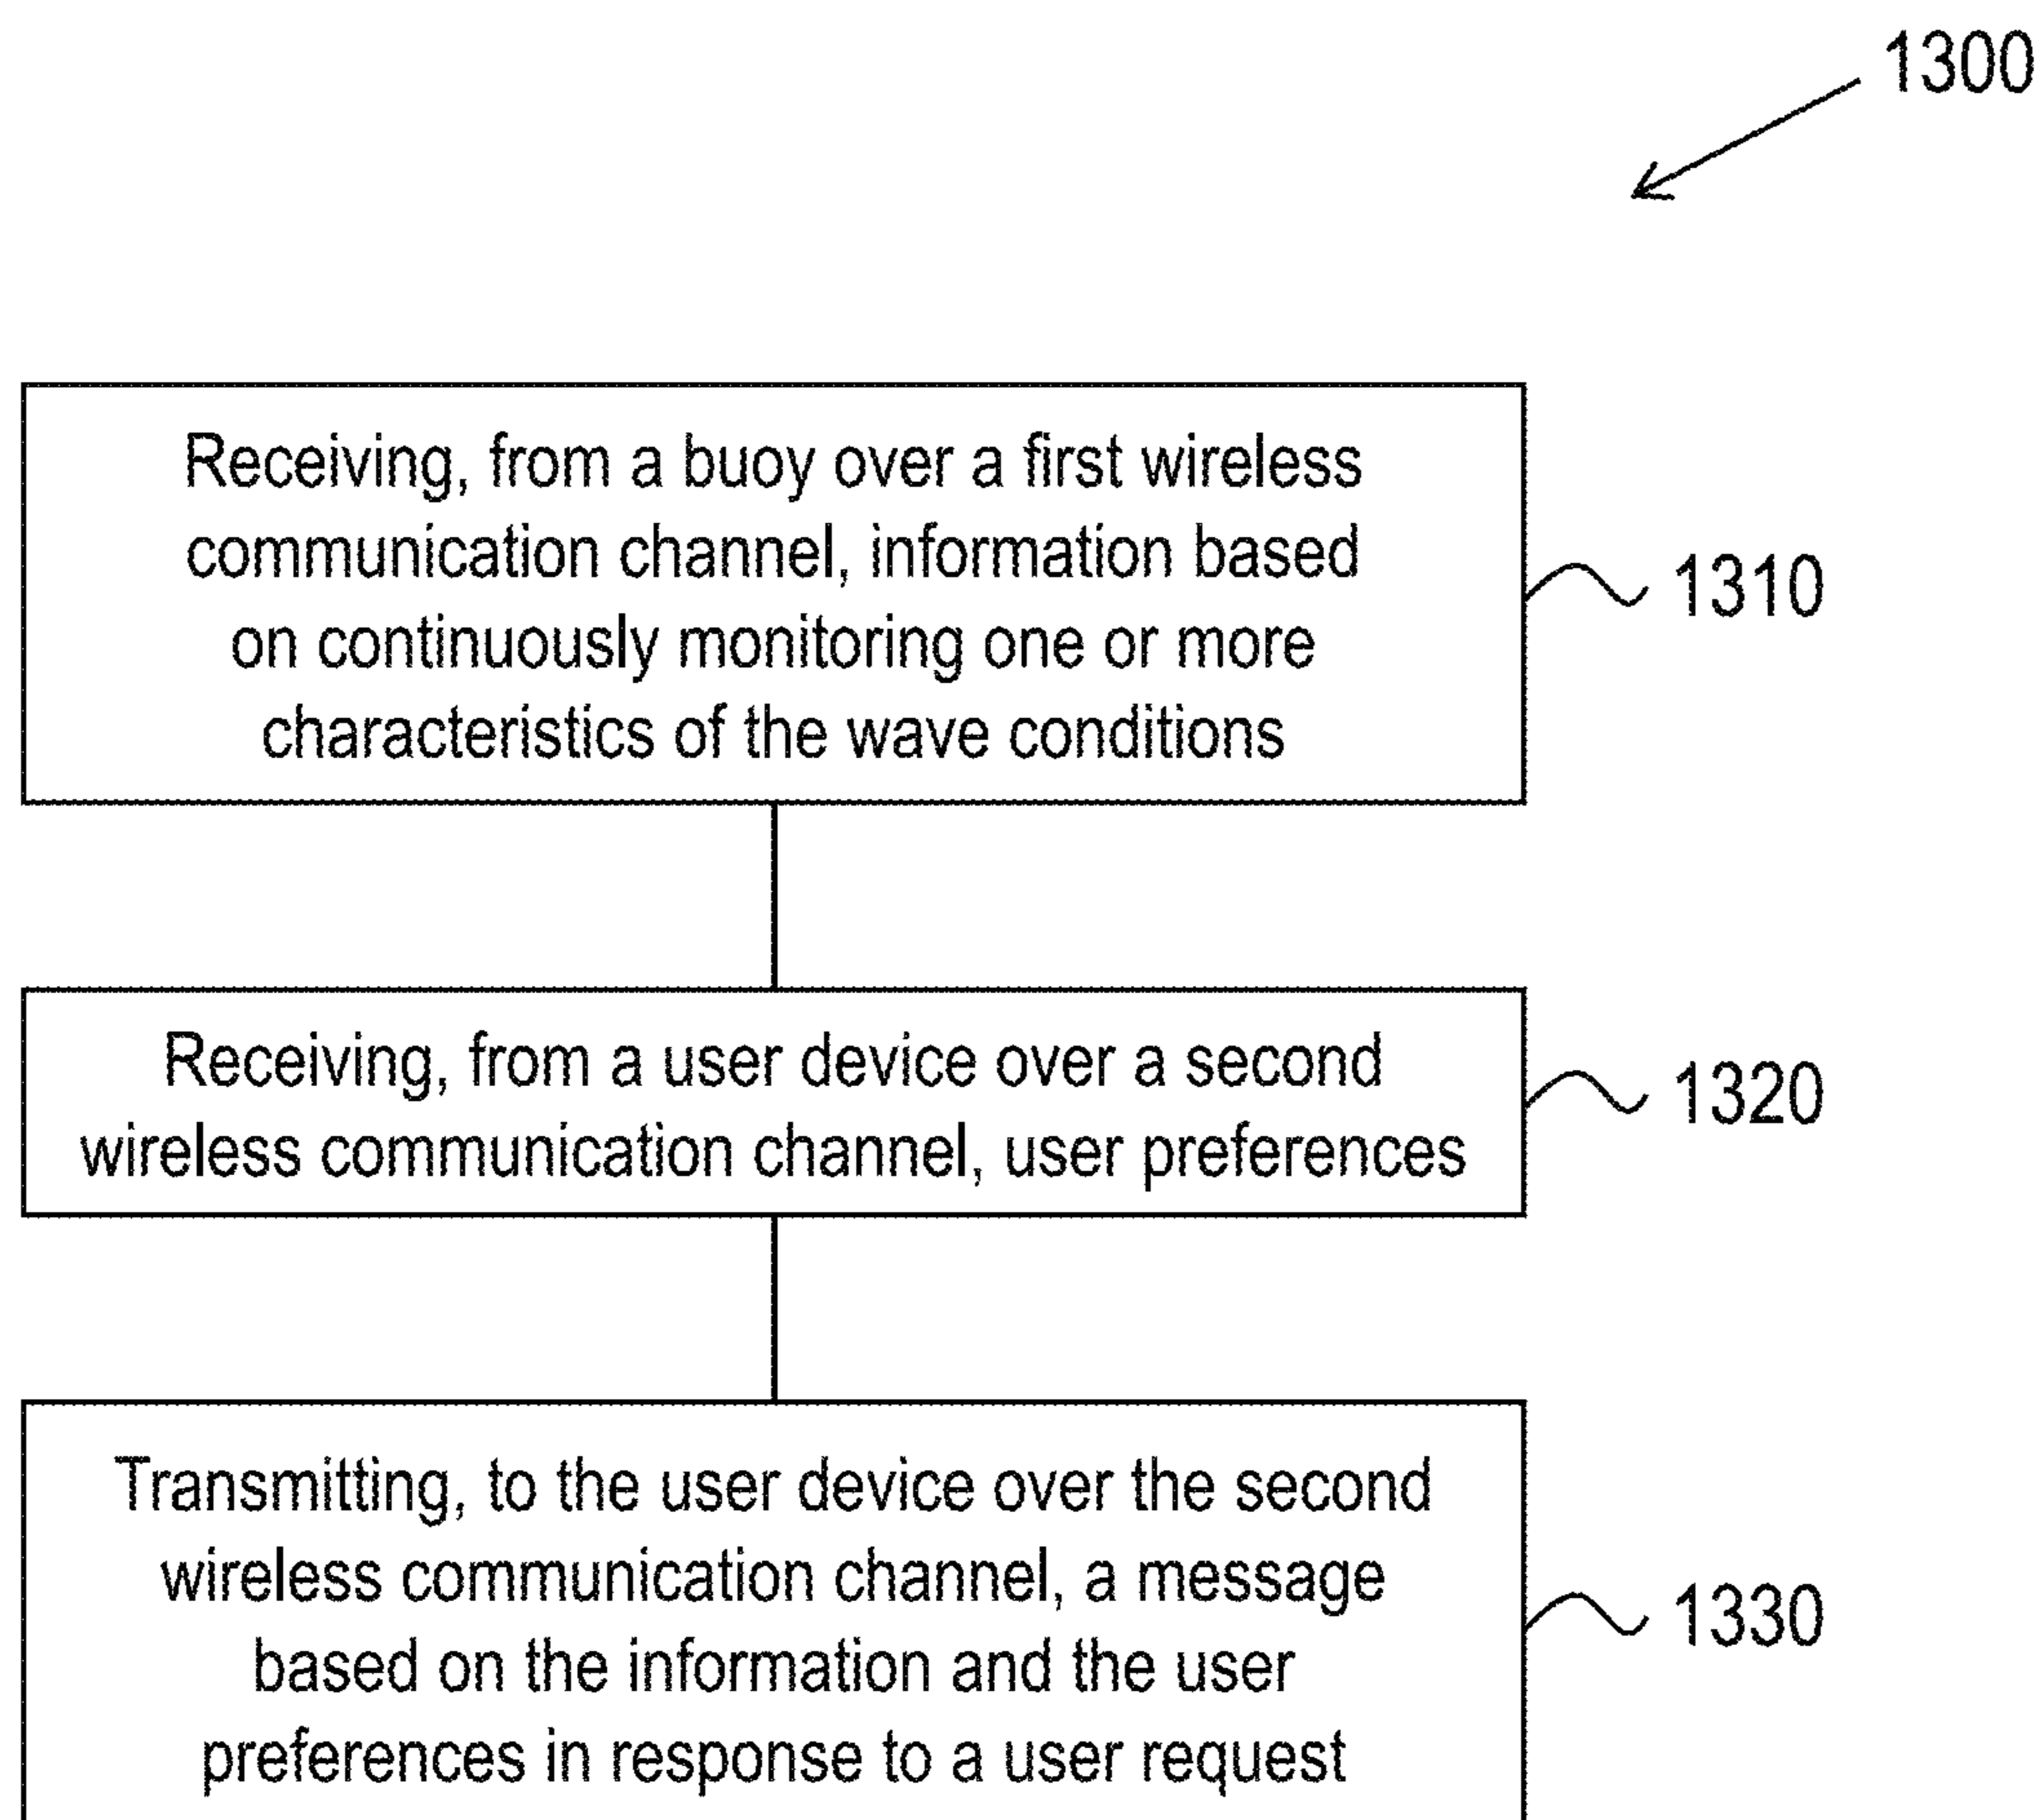 1300
Receiving, from a buoy over a first wireless
communication channel, information based
on continuously monitoring one or more
characteristics of the wave conditions
1310
Receiving, from a user device over a second
wireless communication channel, user preferences
1320
Transmitting, to the user device over the second
wireless communication channel, a message
based on the information and the user
preferences in response to a user request
1330